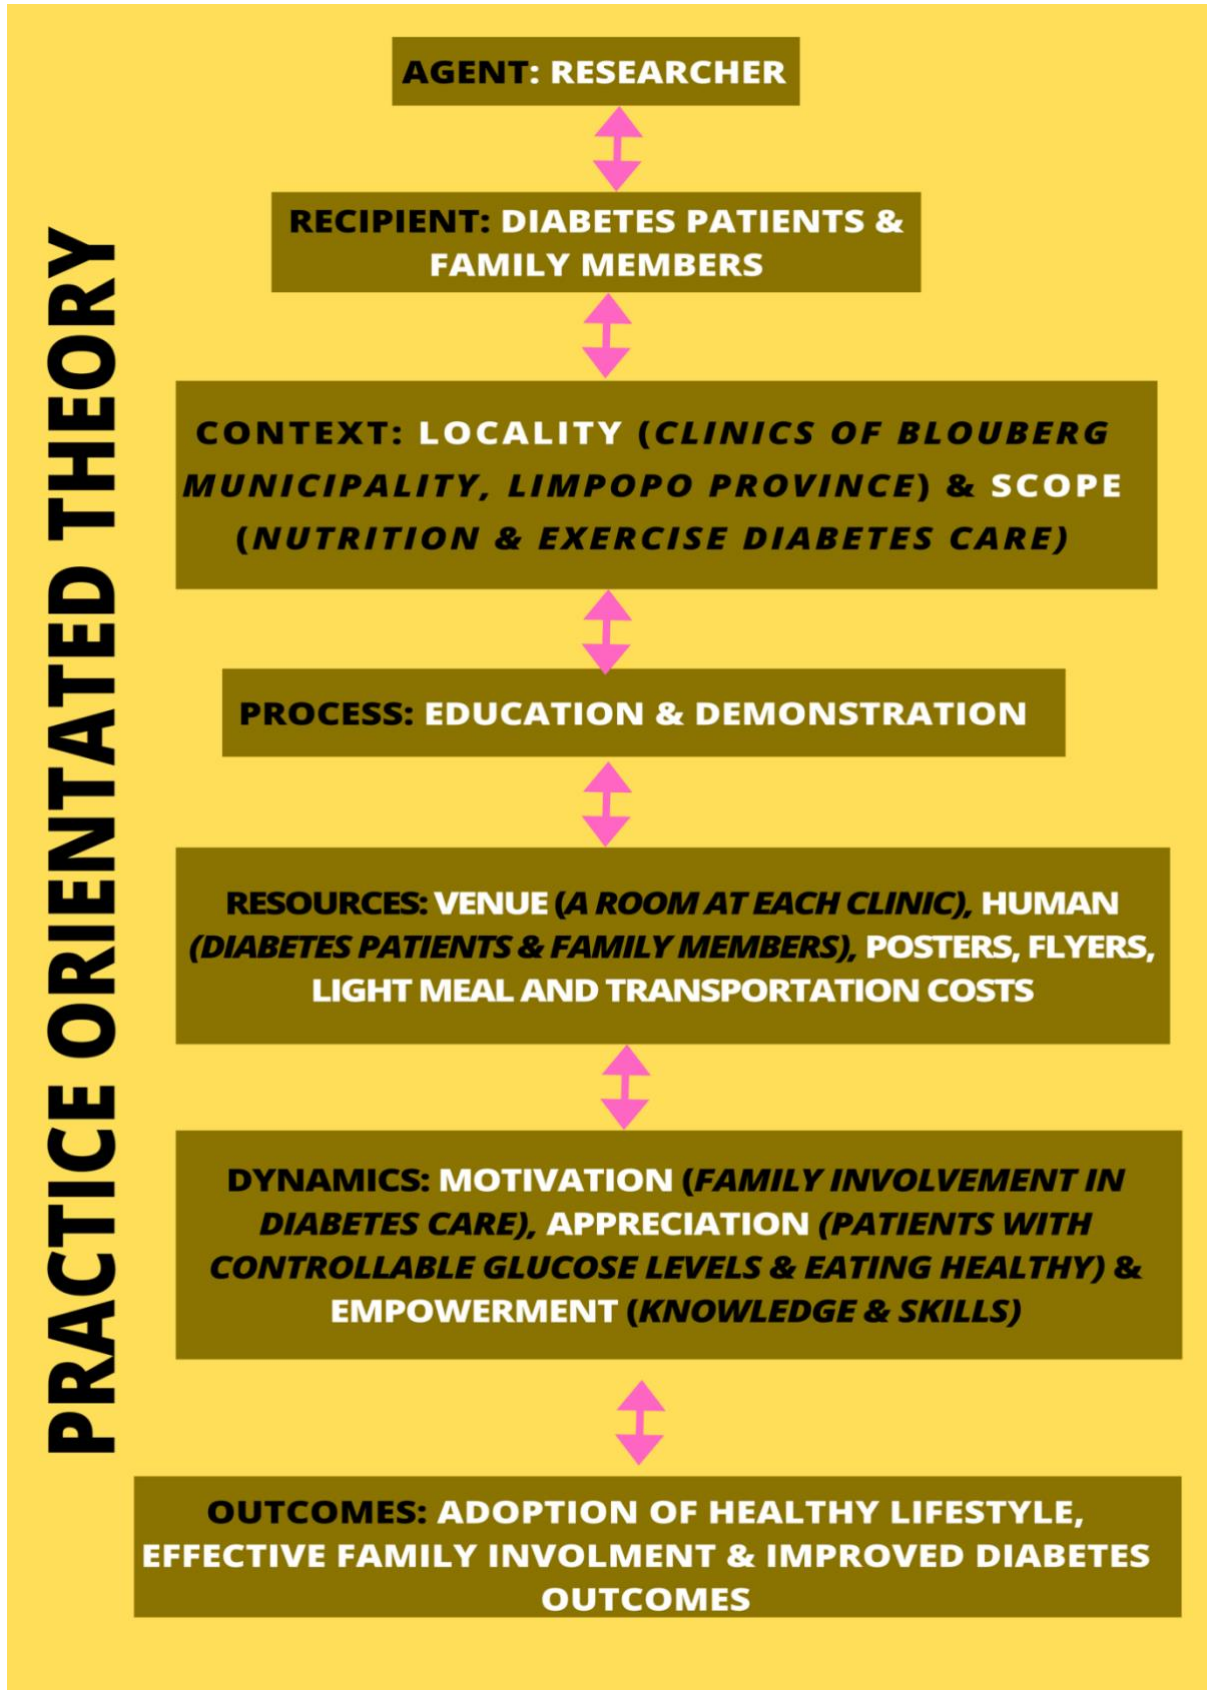 PRACTICE ORIENTATED THEORY
AGENT: RESEARCHER
RECIPIENT: DIABETES PATIENTS &
FAMILY MEMBERS
CONTEXT: LOCALITY (CLINICS OF BLOUBERG
MUNICIPALITY, LIMPOPO PROVINCE) & SCOPE
(NUTRITION & EXERCISE DIABETES CARE)
PROCESS: EDUCATION & DEMONSTRATION
RESOURCES: VENUE (A ROOM AT EACH CLINIC), HUMAN
(DIABETES PATIENTS & FAMILY MEMBERS), POSTERS, FLYERS,
LIGHT MEAL AND TRANSPORTATION COSTS
DYNAMICS: MOTIVATION (FAMILY INVOLVEMENT IN
DIABETES CARE), APPRECIATION (PATIENTS WITH
CONTROLLABLE GLUCOSE LEVELS & EATING HEALTHY) &
EMPOWERMENT (KNOWLEDGE & SKILLS)
OUTCOMES: ADOPTION OF HEALTHY LIFESTYLE,
EFFECTIVE FAMILY INVOLMENT & IMPROVED DIABETES
OUTCOMES